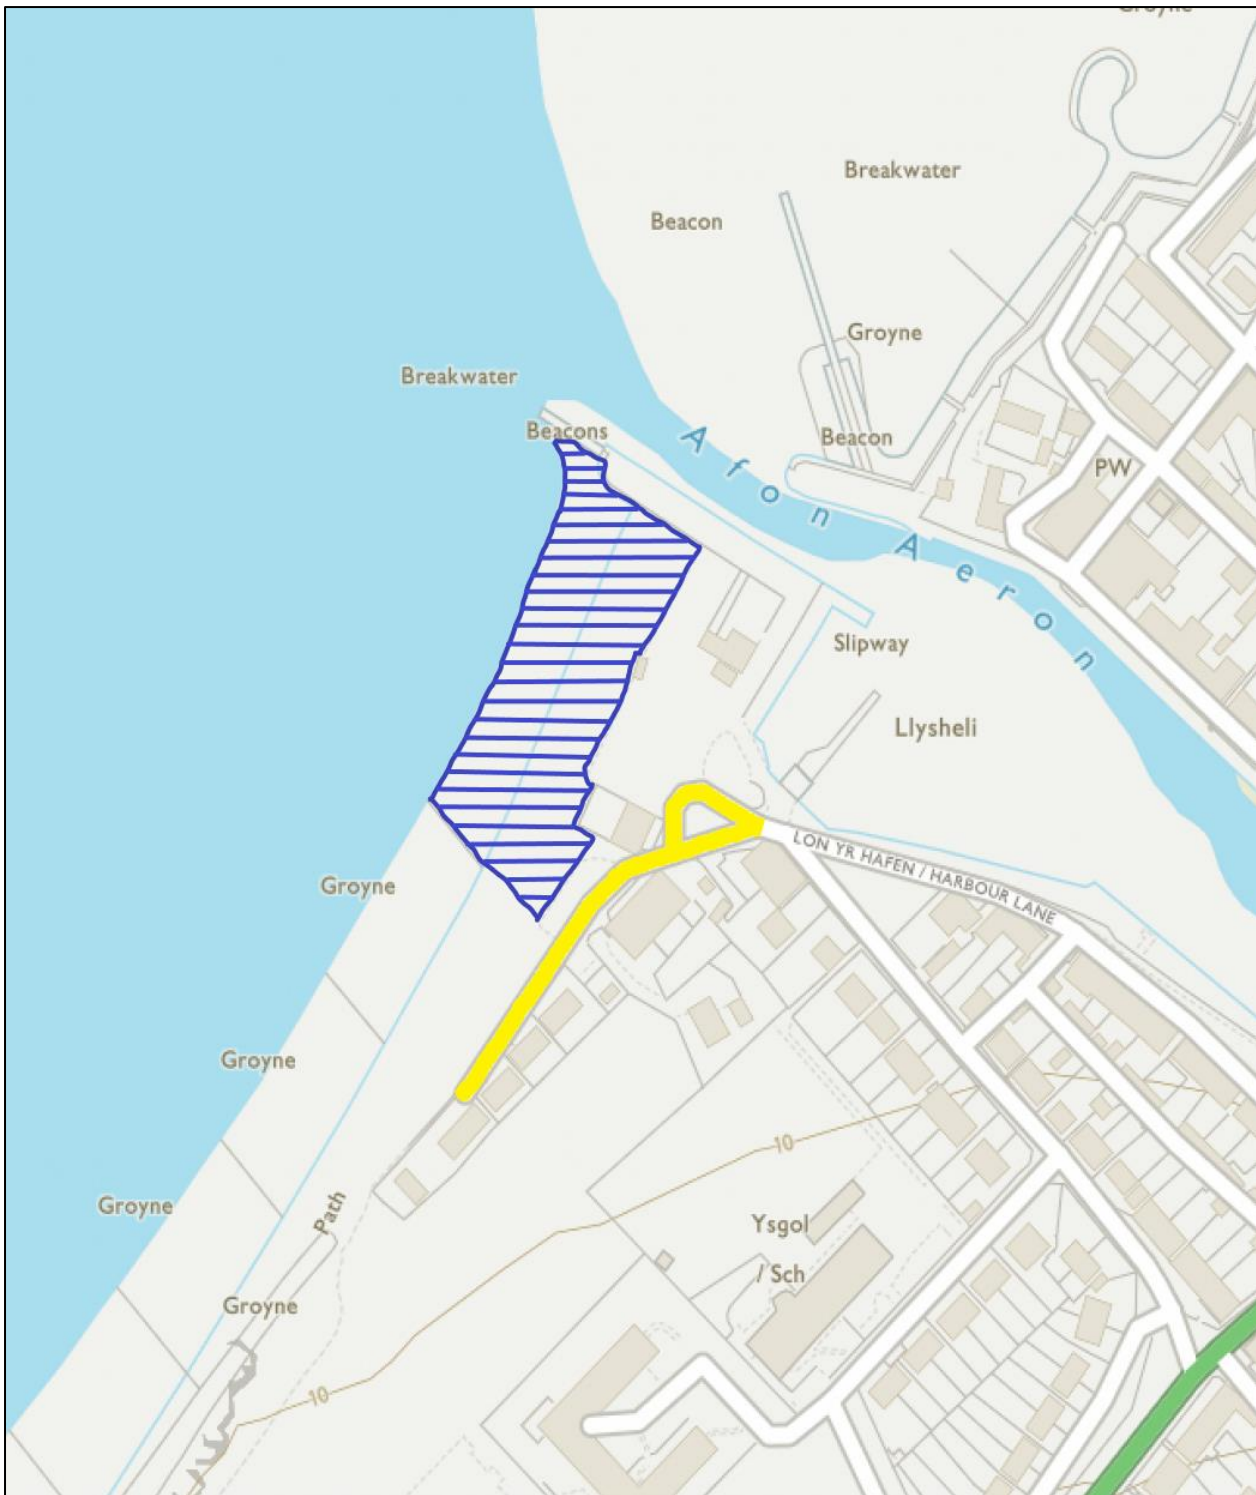 Groyne
Breakwater
Beacon
Groyne
Breakwater
Beacons
Beacon
PW
Afon Aeron
Slipway
Llysheli
LON YR HAFEN / HARBOUR LANE
Groyne
Groyne
10
Groyne
Path
Ysgol
/ Sch
Groyne
10